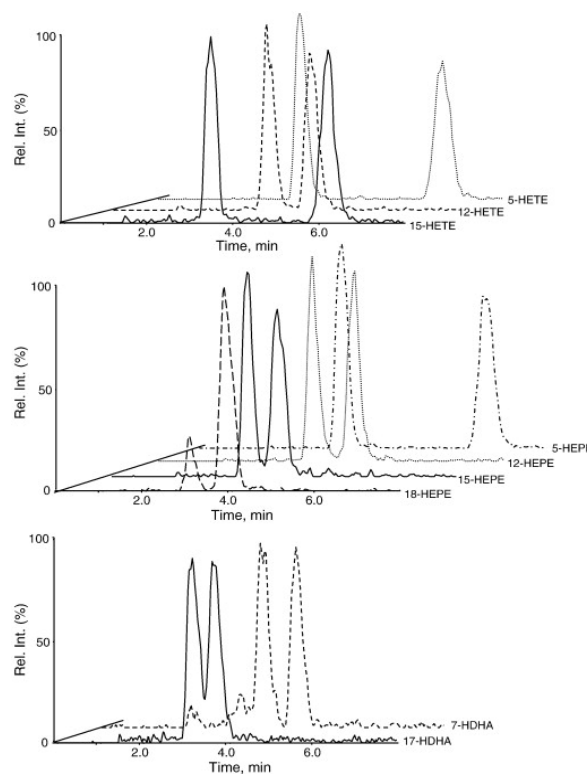 100
Rel. Int. (%)
50
0
5-HETE
12-HETE
15-HETE
2.0 4.0 6.0
Time, min
100
Rel. Int. (%)
50
0
5-HEPE
12-HEPE
15-HEPE
18-HEPE
2.0 4.0 6.0
Time, min
100
Rel. Int. (%)
50
0
7-HDHA
17-HDHA
2.0 4.0 6.0
Time, min